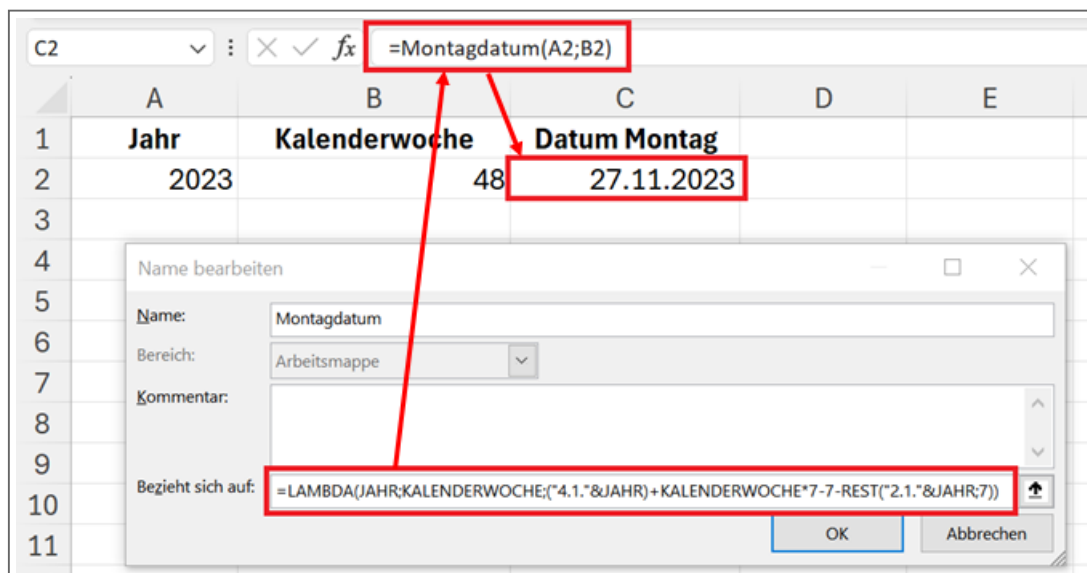 C2 fx =Montagdatum(A2;B2)
A B C D E
1 Jahr Kalenderwoche Datum Montag
2 2023 48 27.11.2023
3
4
Name bearbeiten
5
Name: Montagdatum
6
Bereich: Arbeitsmappe
7
Kommentar:
8
9
Bezieht sich auf: =LAMBDA(JAHR;KALENDERWOCHE;("4.1."&JAHR)+KALENDERWOCHE*7-7-REST("2.1."&JAHR;7))
10
OK Abbrechen
11